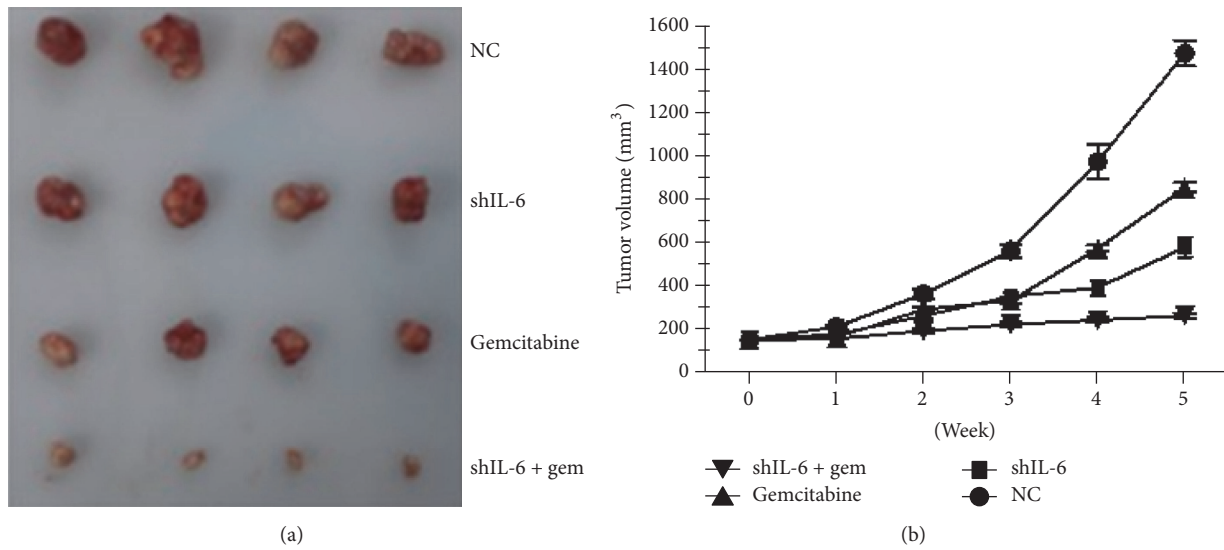 NC
shIL-6
Gemcitabine
shIL-6 + gem
(a)
Tumor volume (mm³)
1600
1400
1200
1000
800
600
400
200
0
0 1 2 3 4 5
(Week)
shIL-6 + gem shIL-6
Gemcitabine NC
(b)